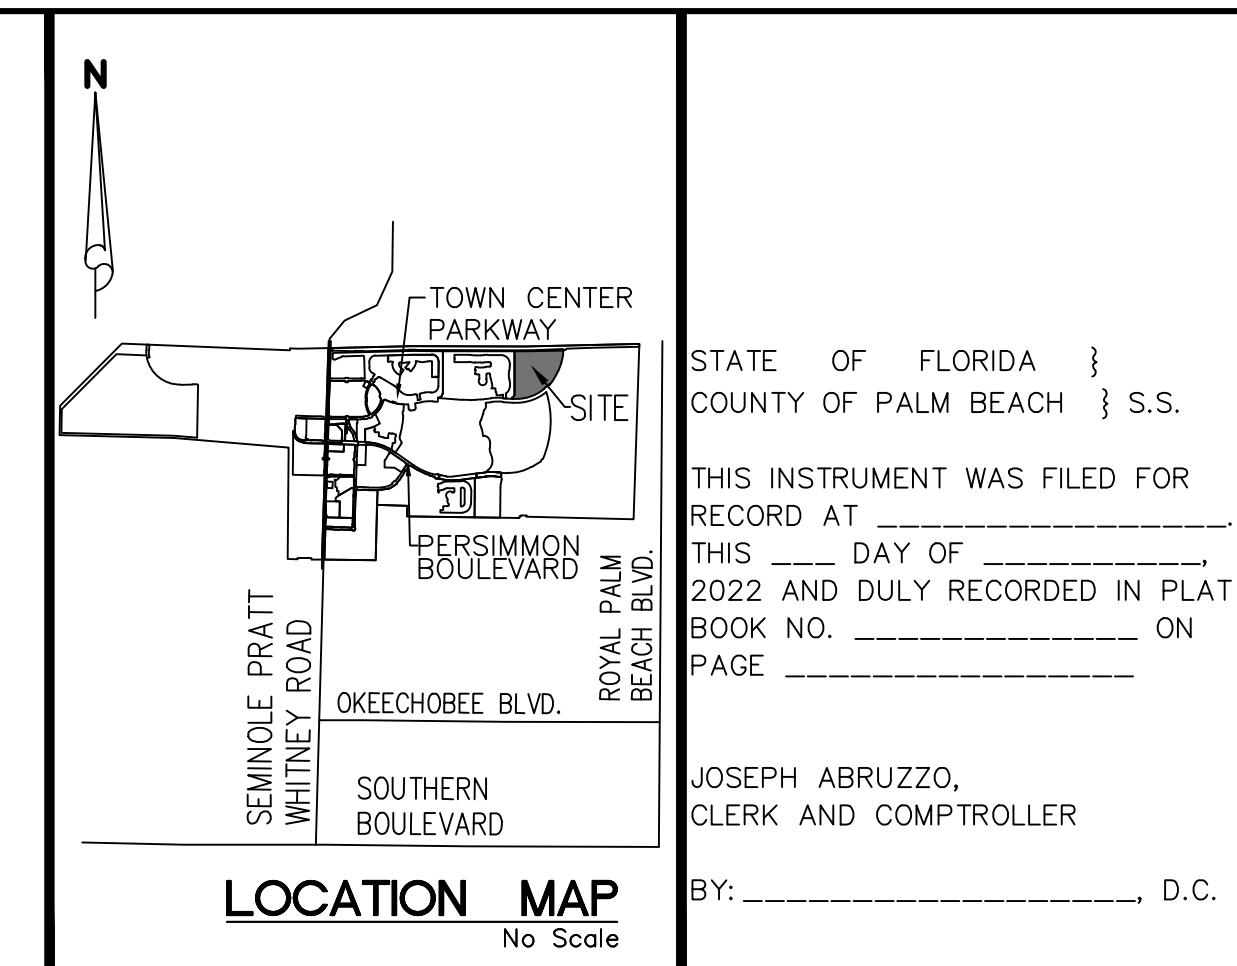 N
TOWN CENTER
PARKWAY
SITE
PERSIMMON
BOULEVARD
SEMINOLE PRATT
WHITNEY ROAD
ROYAL PALM
BEACH BLVD.
OKEECHOBEE BLVD.
SOUTHERN
BOULEVARD
LOCATION MAP
No Scale
STATE OF FLORIDA }
COUNTY OF PALM BEACH } S.S.
THIS INSTRUMENT WAS FILED FOR
RECORD AT ________________.
THIS ___ DAY OF __________,
2022 AND DULY RECORDED IN PLAT
BOOK NO. _____________ ON
PAGE ________________
JOSEPH ABRUZZO,
CLERK AND COMPTROLLER
BY: __________________, D.C.